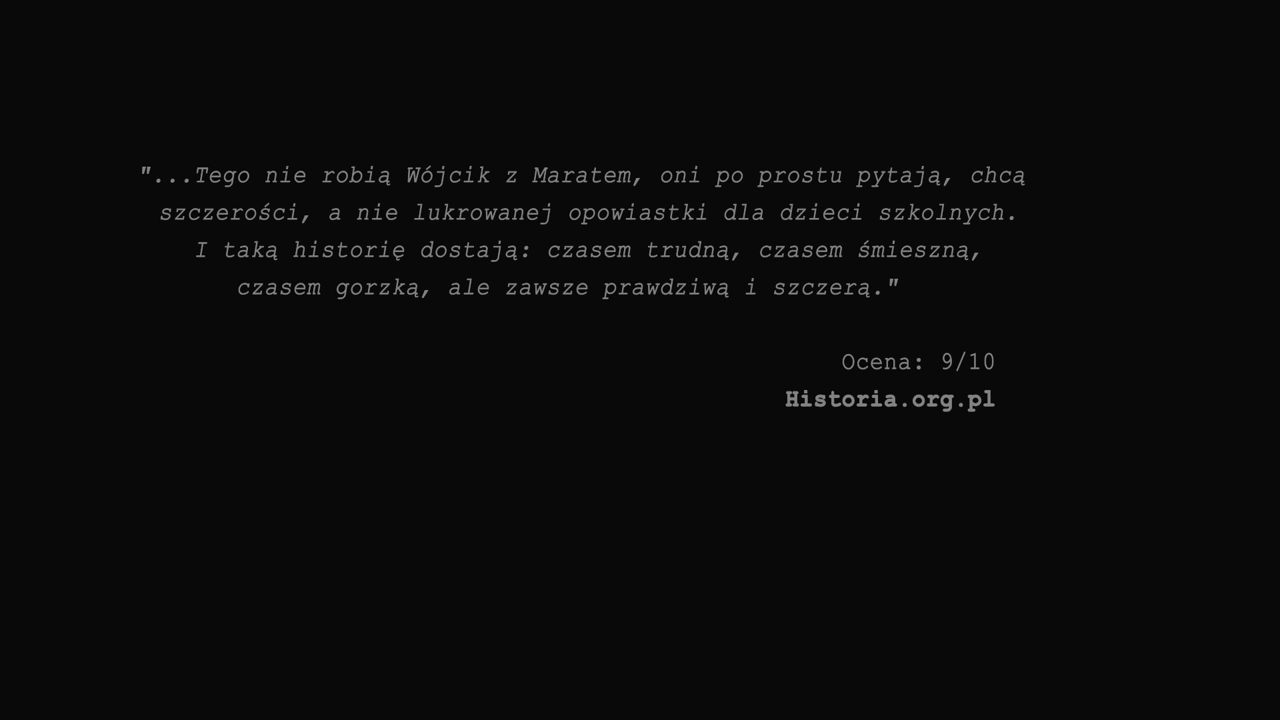 "...Tego nie robią Wójcik z Maratem, oni po prostu pytają, chcą
szczerości, a nie lukrowanej opowiastki dla dzieci szkolnych.
I taką historię dostają: czasem trudną, czasem śmieszną,
czasem gorzką, ale zawsze prawdziwą i szczerą."
Ocena: 9/10
Historia.org.pl